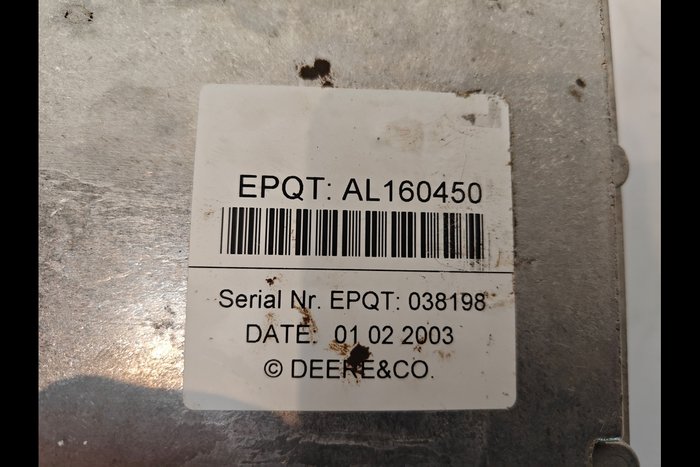 EPQT: AL160450
Serial Nr. EPQT: 038198
DATE: 01 02 2003
© DEERE&CO.